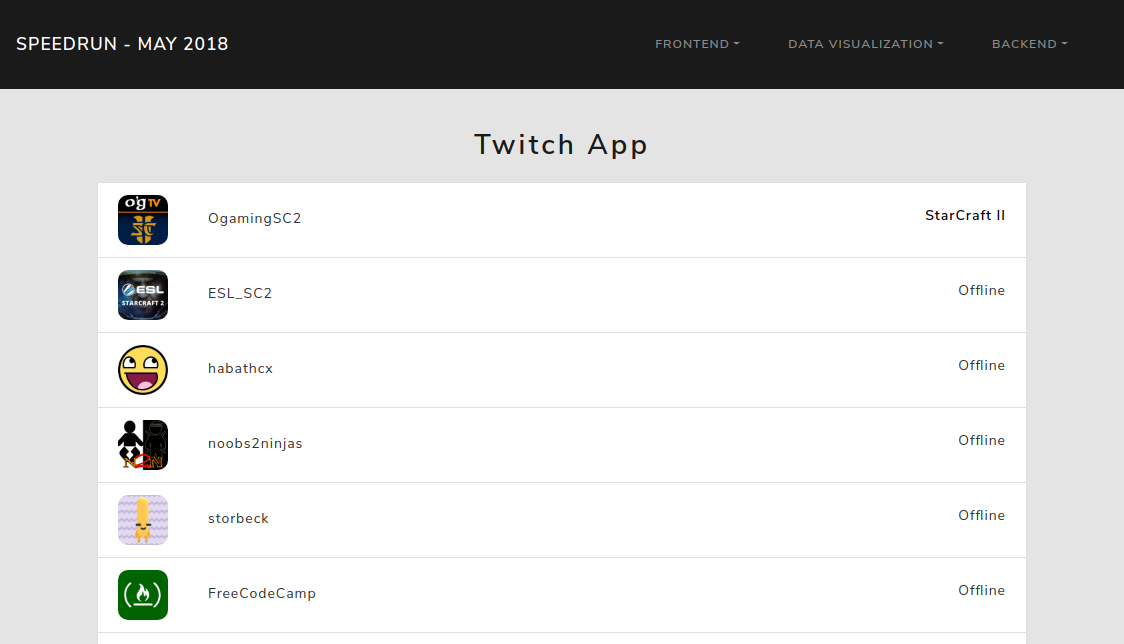 SPEEDRUN - MAY 2018 FRONTEND DATA VISUALIZATION BACKEND
Twitch App
OgTV
OgamingSC2 StarCraft II
ESL
STARCRAFT 2
ESL_SC2 Offline
habathcx Offline
N2N
noobs2ninjas Offline
storbeck Offline
FreeCodeCamp Offline